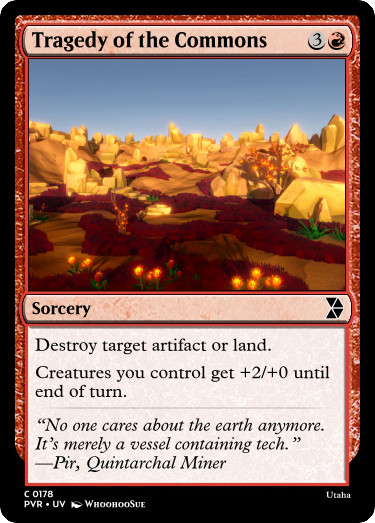 Tragedy of the Commons 3
Sorcery
Destroy target artifact or land.
Creatures you control get +2/+0 until
end of turn.
“No one cares about the earth anymore.
It’s merely a vessel containing tech.”
—Pir, Quintarchal Miner
C 0178
PVR • UV WhoohooSue
Utaha